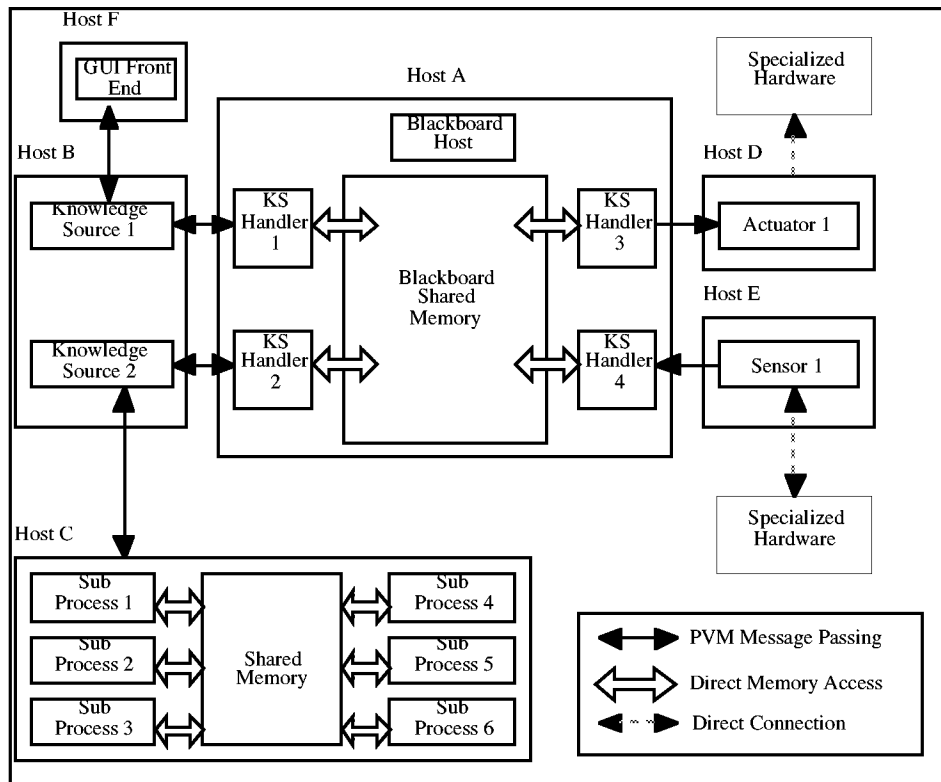 Host F
GUI Front
End
Host A
Specialized
Hardware
Blackboard
Host
Host B
Host D
Knowledge
Source 1
KS
Handler
1
KS
Handler
3
Actuator 1
Blackboard
Shared
Memory
Host E
Knowledge
Source 2
KS
Handler
2
KS
Handler
4
Sensor 1
Specialized
Hardware
Host C
Sub
Process 1
Sub
Process 4
Sub
Process 2
Shared
Memory
Sub
Process 5
Sub
Process 3
Sub
Process 6
PVM Message Passing
Direct Memory Access
Direct Connection